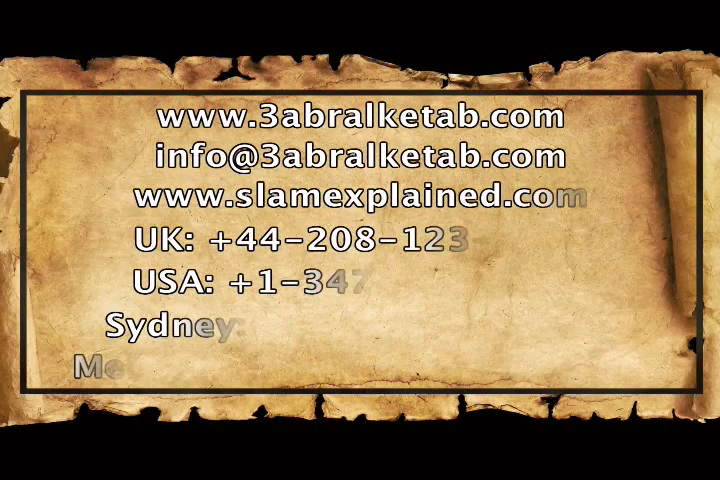 www.3abralketab.com
info@3abralketab.com
www.slamexplained.com
UK: +44-208-123-
USA: +1-347
Sydney: